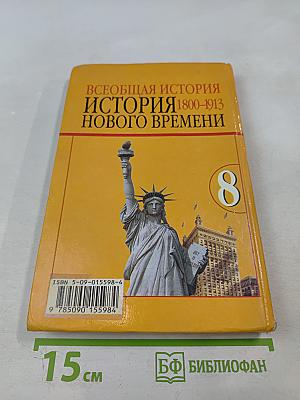 ВСЕОБЩАЯ ИСТОРИЯ
ИСТОРИЯ 1800–1913
НОВОГО ВРЕМЕНИ
8
ISBN 5-09-015598-4
9 785090 155984
15 см
БФ БИБЛИОФАН